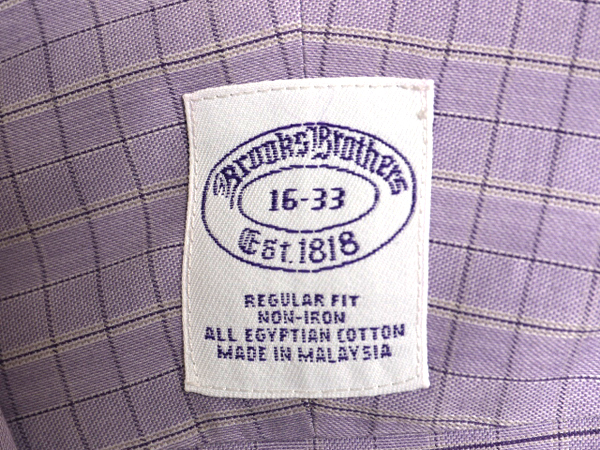 Brooks Brothers
16-33
Est. 1818
REGULAR FIT
NON-IRON
ALL EGYPTIAN COTTON
MADE IN MALAYSIA